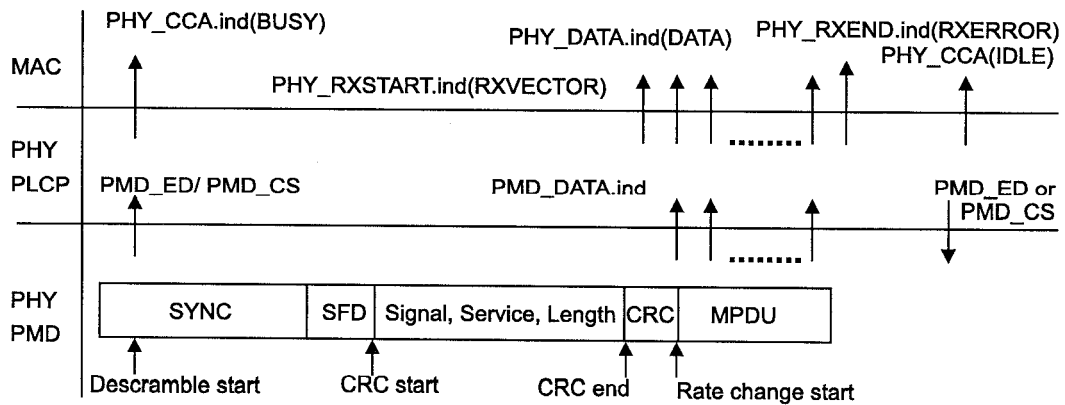 PHY_CCA.ind(BUSY)
PHY_DATA.ind(DATA)
PHY_RXEND.ind(RXERROR)
PHY_CCA(IDLE)
MAC
PHY_RXSTART.ind(RXVECTOR)
PHY
PLCP
PMD_ED/ PMD_CS
PMD_DATA.ind
PMD_ED or
PMD_CS
PHY
PMD
SYNC
SFD
Signal, Service, Length
CRC
MPDU
Descramble start
CRC start
CRC end
Rate change start